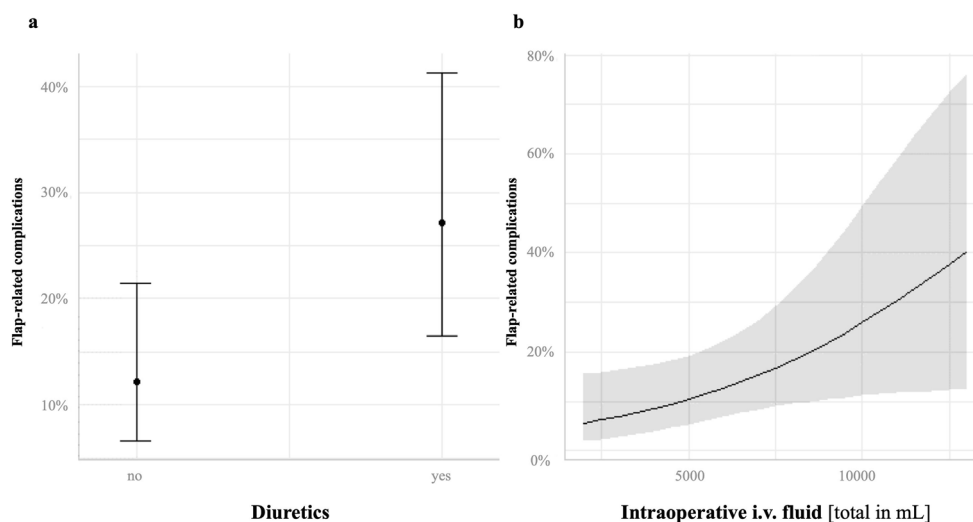 a
Flap-related complications
40%
30%
20%
10%
no
yes
Diuretics
b
Flap-related complications
80%
60%
40%
20%
0%
5000
10000
Intraoperative i.v. fluid [total in mL]